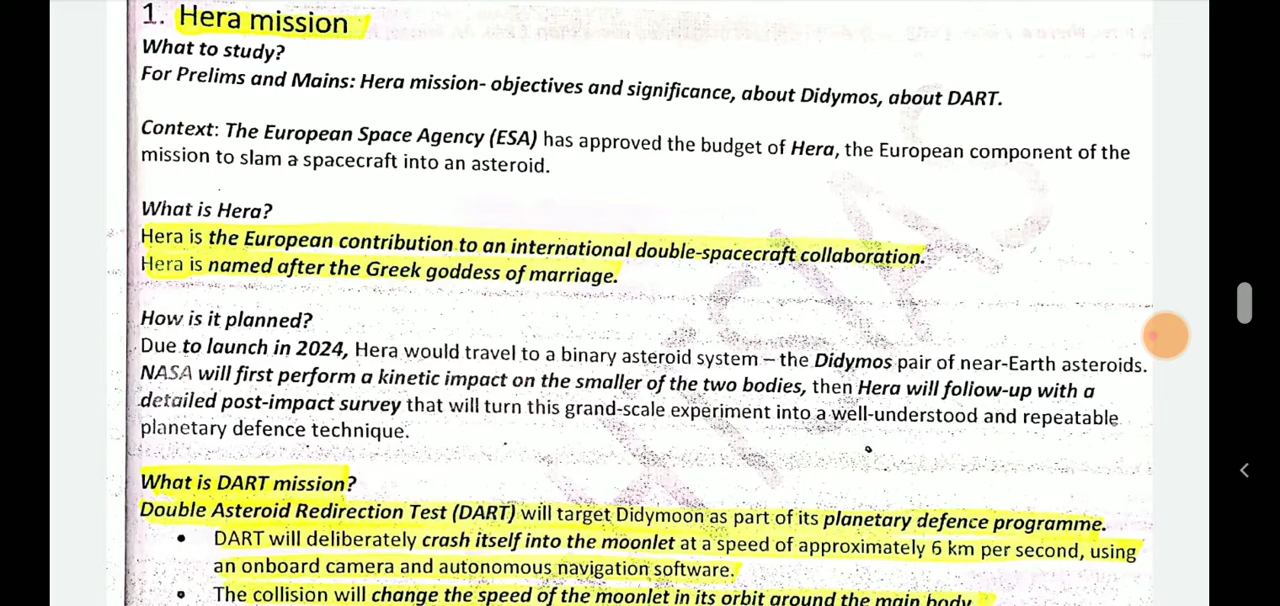 1. Hera mission
What to study?
For Prelims and Mains: Hera mission- objectives and significance, about Didymos, about DART.
Context: The European Space Agency (ESA) has approved the budget of Hera, the European component of the
mission to slam a spacecraft into an asteroid.
What is Hera?
Hera is the European contribution to an international double-spacecraft collaboration.
Hera is named after the Greek goddess of marriage.
How is it planned?
Due to launch in 2024, Hera would travel to a binary asteroid system – the Didymos pair of near-Earth asteroids.
NASA will first perform a kinetic impact on the smaller of the two bodies, then Hera will follow-up with a
detailed post-impact survey that will turn this grand-scale experiment into a well-understood and repeatable
planetary defence technique.
What is DART mission?
Double Asteroid Redirection Test (DART) will target Didymoon as part of its planetary defence programme.
• DART will deliberately crash itself into the moonlet at a speed of approximately 6 km per second, using
an onboard camera and autonomous navigation software.
• The collision will change the speed of the moonlet in its orbit around the main body